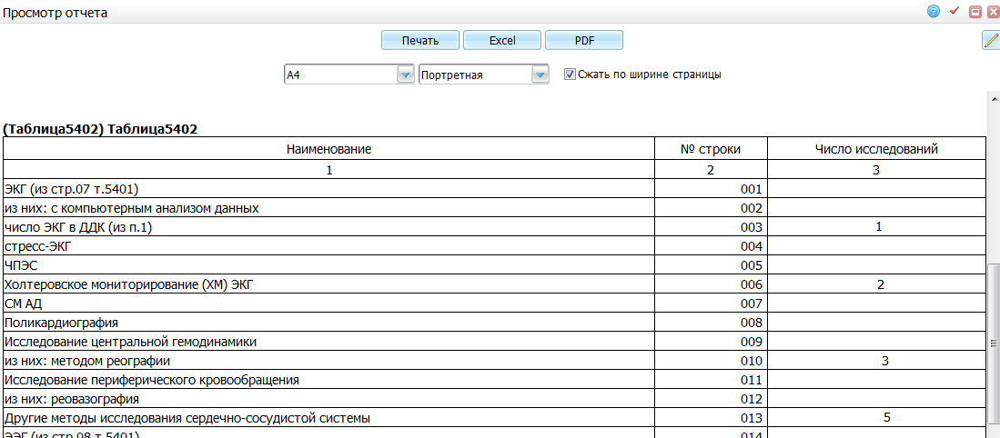 Просмотр отчета
Печать Excel PDF
A4 Портретная Сжать по ширине страницы
(Таблица5402) Таблица5402
Наименование № строки Число исследований
1 2 3
ЭКГ (из стр.07 т.5401) 001
из них: с компьютерным анализом данных 002
число ЭКГ в ДДК (из п.1) 003 1
стресс-ЭКГ 004
ЧПЭС 005
Холтеровское мониторирование (ХМ) ЭКГ 006 2
СМ АД 007
Поликардиография 008
Исследование центральной гемодинамики 009
из них: методом реографии 010 3
Исследование периферического кровообращения 011
из них: реовазография 012
Другие методы исследования сердечно-сосудистой системы 013 5
ЭЭГ (из стр.08 т.5401) 014